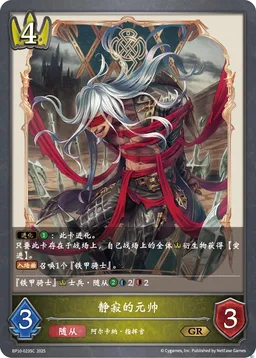 4
进化 1 : 此卡进化。
只要此卡存在于战场上，自己战场上的全体 衍生物获得【突进】。
入场曲 召唤1个『铁甲骑士』。
『铁甲骑士』 士兵・随从 2/ 2
静寂的元帅
3
随从
阿尔卡纳・指挥官
GR
3
2025
© Cygames, Inc. Published by NetEase Games